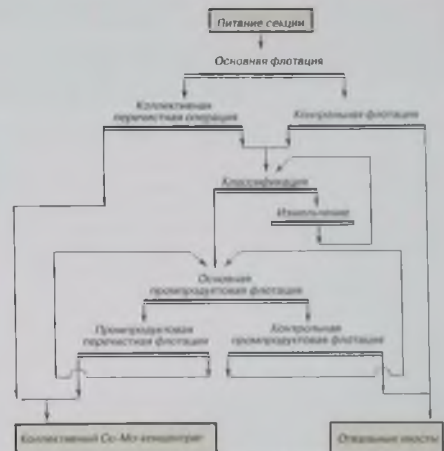 Питание секции
Основная флотация
Коллективная
перечистная операция
Контрольная флотация
Классификация
Измельчение
Основная
промпродуктовая флотация
Промпродуктовая
перечистная флотация
Контрольная
промпродуктовая флотация
Коллективный Cu-Mo-концентрат
Отвальные хвосты